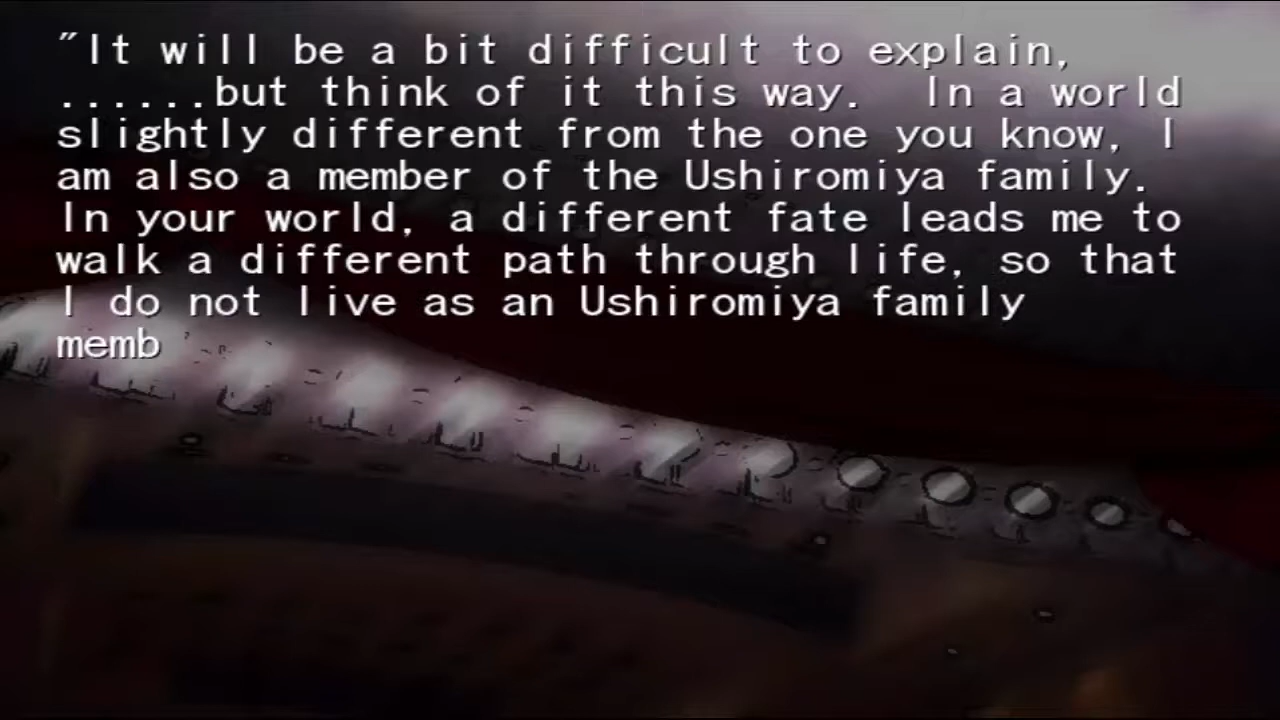 "It will be a bit difficult to explain,
......but think of it this way.  In a world
slightly different from the one you know, I
am also a member of the Ushiromiya family.
In your world, a different fate leads me to
walk a different path through life, so that
I do not live as an Ushiromiya family
memb